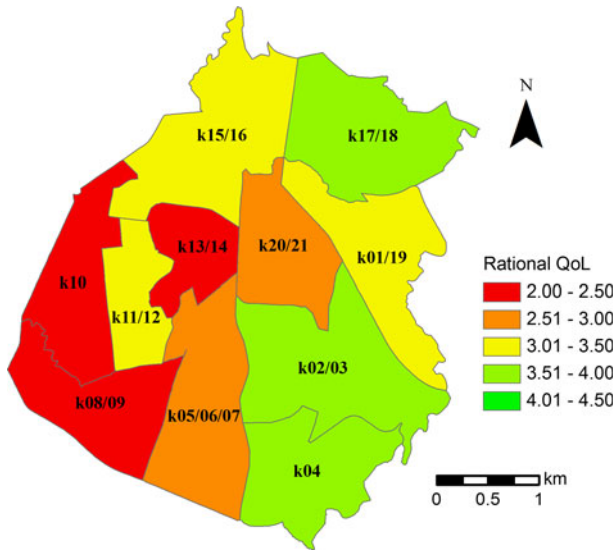 N
k15/16
k17/18
k13/14
k20/21
k01/19
k10
k11/12
k02/03
k08/09
k05/06/07
k04
Rational QoL
2.00 - 2.50
2.51 - 3.00
3.01 - 3.50
3.51 - 4.00
4.01 - 4.50
km
0 0.5 1